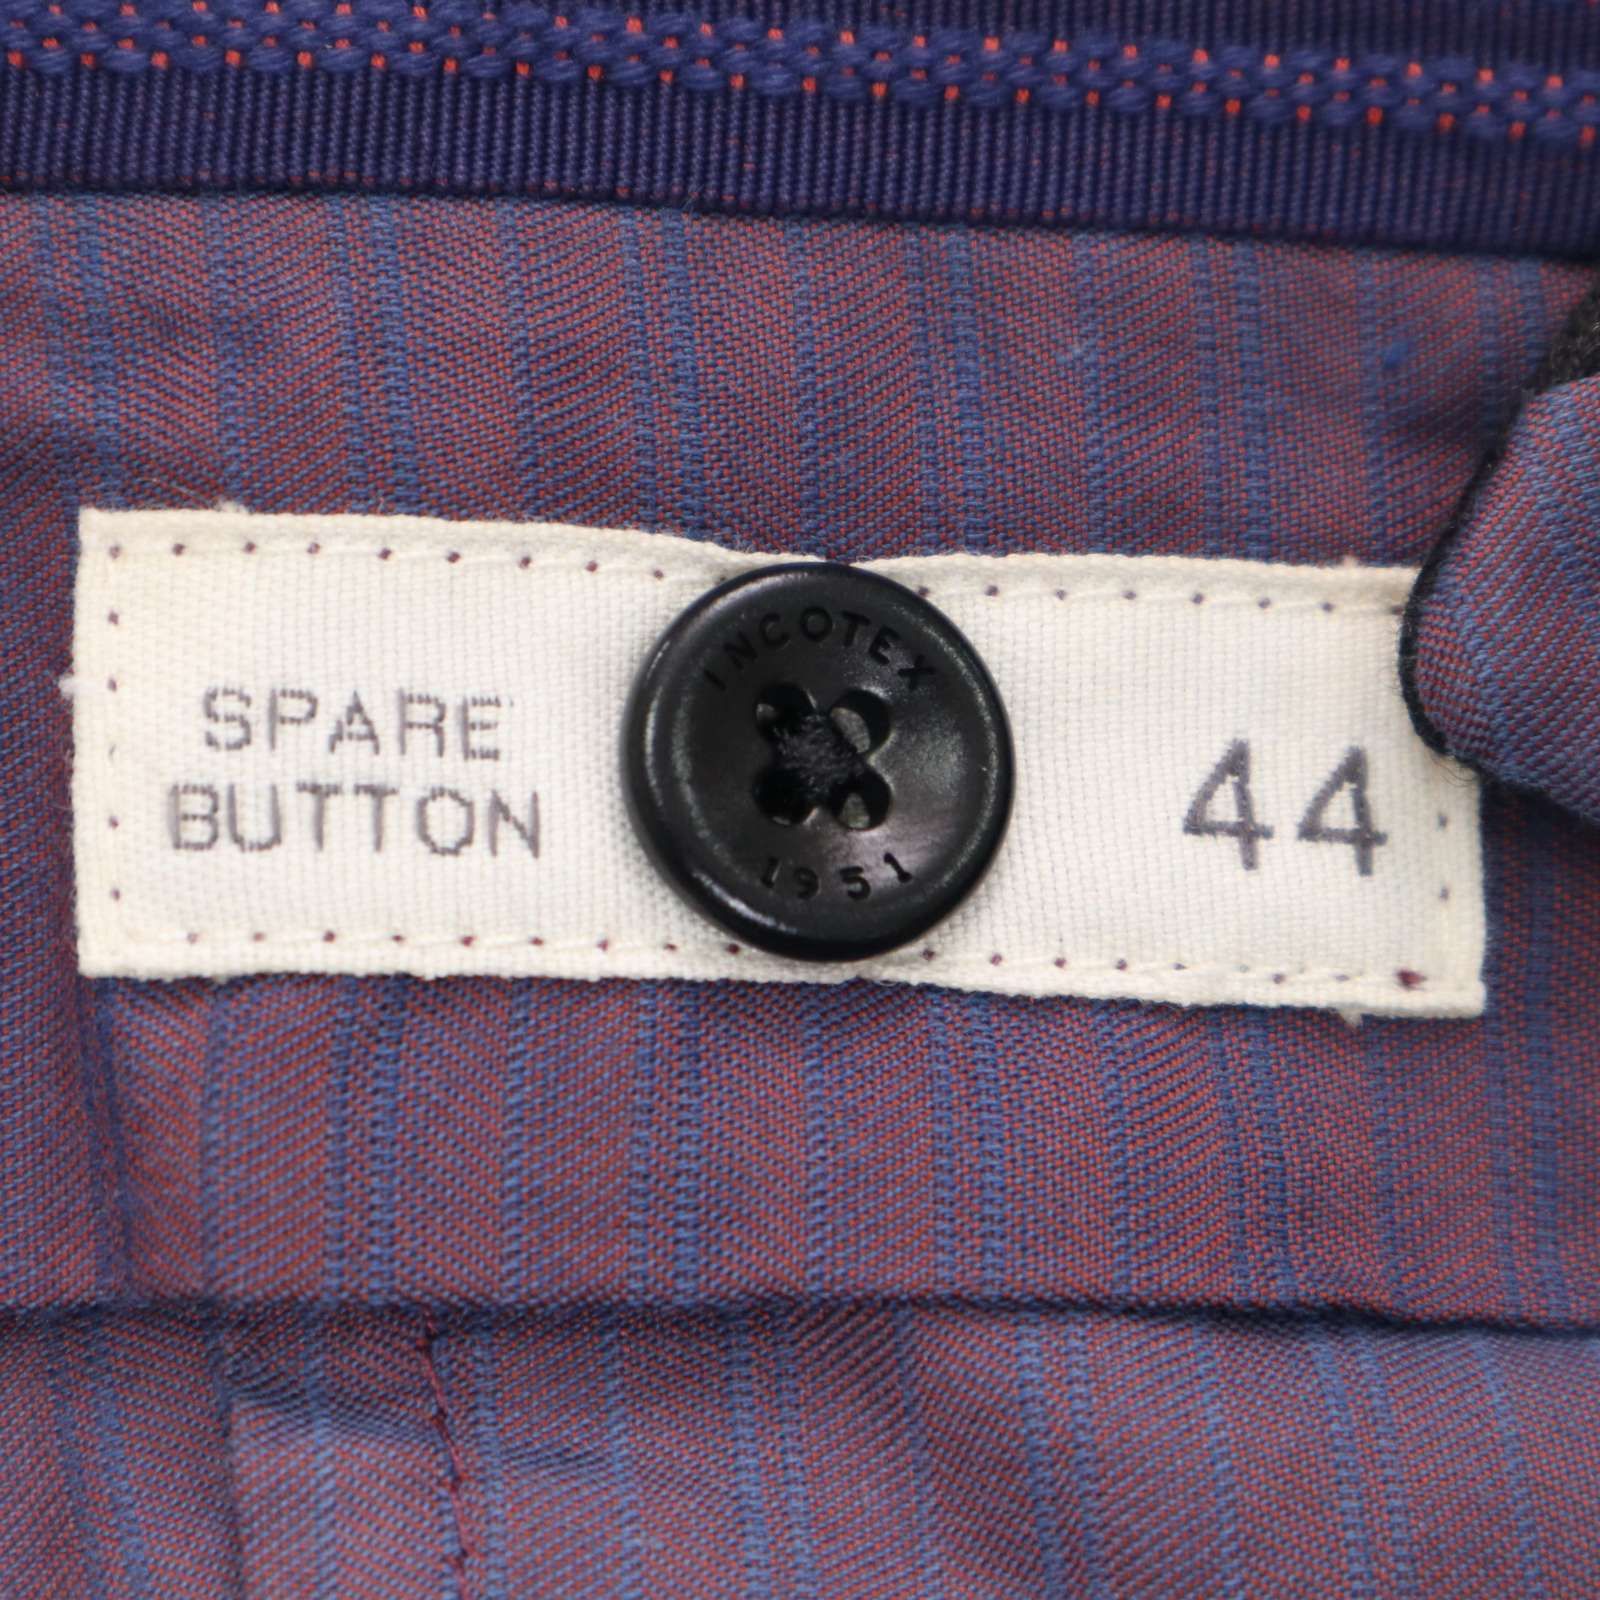 SPARE
BUTTON
INCOTEX
1951
44